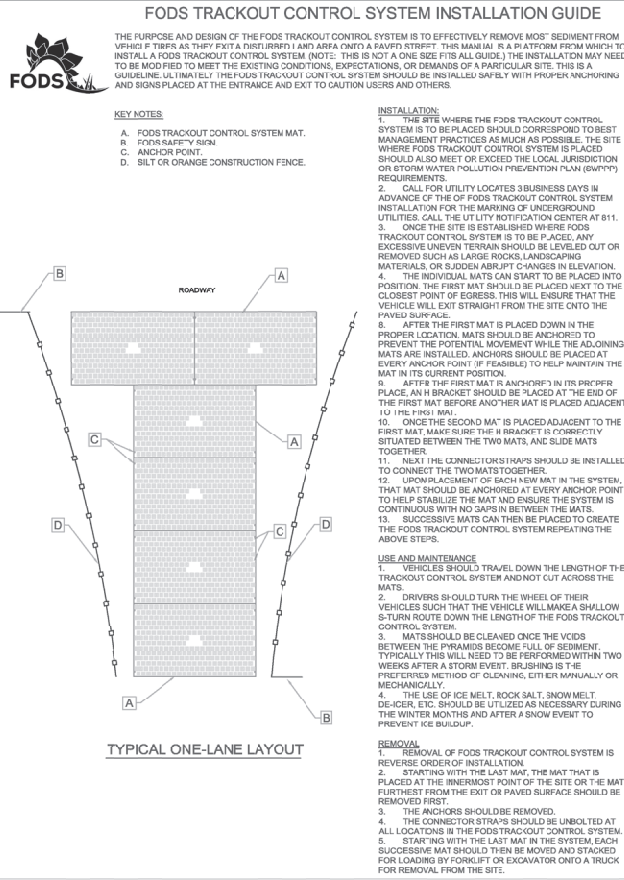 FODS TRACKOUT CONTROL SYSTEM INSTALLATION GUIDE
THE PURPOSE AND DESIGN OF THE FODS TRACKOUT CONTROL SYSTEM IS TO EFFECTIVELY REMOVE MOST SEDIMENT FROM
VEHICLE TIRES AS THEY EXIT A DISTURBED LAND AREA ONTO A PAVED STREET. THIS MANUAL IS A PLATFORM FROM WHICH TO
INSTALL A FODS TRACKOUT CONTROL SYSTEM. (NOTE: THIS IS NOT A ONE SIZE FITS ALL GUIDE.) THE INSTALLATION MAY NEED
TO BE MODIFIED TO MEET THE EXISTING CONDITIONS, EXPECTATIONS, OR DEMANDS OF A PARTICULAR SITE. THIS IS A
GUIDELINE. ULTIMATELY THE FODS TRACKOUT CONTROL SYSTEM SHOULD BE INSTALLED SAFELY WITH PROPER ANCHORING
AND SIGNS PLACED AT THE ENTRANCE AND EXIT TO CAUTION USERS AND OTHERS.
FODS
KEY NOTES
A. FODS TRACKOUT CONTROL SYSTEM MAT.
B. FODS SAFETY SIGN
C. ANCHOR POINT.
D. SILT OR ORANGE CONSTRUCTION FENCE.
B
ROADWAY
A
A
C
C
D
D
A
B
TYPICAL ONE-LANE LAYOUT
INSTALLATION:
1. THE SITE WHERE THE FODS TRACKOUT CONTROL
SYSTEM IS TO BE PLACED SHOULD CORRESPOND TO BEST
MANAGEMENT PRACTICES AS MUCH AS POSSIBLE. THE SITE
WHERE FODS TRACKOUT CONTROL SYSTEM IS PLACED
SHOULD ALSO MEET OR EXCEED THE LOCAL JURISDICTION
OR STORM WATER POLLUTION PREVENTION PLAN (SWPPP)
REQUIREMENTS.
2. CALL FOR UTILITY LOCATES 3 BUSINESS DAYS IN
ADVANCE OF THE OF FODS TRACKOUT CONTROL SYSTEM
INSTALLATION FOR THE MARKING OF UNDERGROUND
UTILITIES. CALL THE UTILITY NOTIFICATION CENTER AT 811.
3. ONCE THE SITE IS ESTABLISHED WHERE FODS
TRACKOUT CONTROL SYSTEM IS TO BE PLACED, ANY
EXCESSIVE UNEVEN TERRAIN SHOULD BE LEVELED OUT OR
REMOVED SUCH AS LARGE ROCKS, LANDSCAPING
MATERIALS, OR SUDDEN ABRUPT CHANGES IN ELEVATION.
4. THE INDIVIDUAL MATS CAN START TO BE PLACED INTO
POSITION. THE FIRST MAT SHOULD BE PLACED NEXT TO THE
CLOSEST POINT OF EGRESS. THIS WILL ENSURE THAT THE
VEHICLE WILL EXIT STRAIGHT FROM THE SITE ONTO THE
PAVED SURFACE.
8. AFTER THE FIRST MAT IS PLACED DOWN IN THE
PROPER LOCATION. MATS SHOULD BE ANCHORED TO
PREVENT THE POTENTIAL MOVEMENT WHILE THE ADJOINING
MATS ARE INSTALLED. ANCHORS SHOULD BE PLACED AT
EVERY ANCHOR POINT (IF FEASIBLE) TO HELP MAINTAIN THE
MAT IN ITS CURRENT POSITION.
9. AFTER THE FIRST MAT IS ANCHORED IN ITS PROPER
PLACE, AN H BRACKET SHOULD BE PLACED AT THE END OF
THE FIRST MAT BEFORE ANOTHER MAT IS PLACED ADJACENT
TO THE FIRST MAT.
10. ONCE THE SECOND MAT IS PLACED ADJACENT TO THE
FIRST MAT, MAKE SURE THE H BRACKET IS CORRECTLY
SITUATED BETWEEN THE TWO MATS, AND SLIDE MATS
TOGETHER.
11. NEXT THE CONNECTOR STRAPS SHOULD BE INSTALLED
TO CONNECT THE TWO MATS TOGETHER.
12. UPON PLACEMENT OF EACH NEW MAT IN THE SYSTEM,
THAT MAT SHOULD BE ANCHORED AT EVERY ANCHOR POINT
TO HELP STABILIZE THE MAT AND ENSURE THE SYSTEM IS
CONTINUOUS WITH NO GAPS IN BETWEEN THE MATS.
13. SUCCESSIVE MATS CAN THEN BE PLACED TO CREATE
THE FODS TRACKOUT CONTROL SYSTEM REPEATING THE
ABOVE STEPS.
USE AND MAINTENANCE
1. VEHICLES SHOULD TRAVEL DOWN THE LENGTH OF THE
TRACKOUT CONTROL SYSTEM AND NOT CUT ACROSS THE
MATS.
2. DRIVERS SHOULD TURN THE WHEEL OF THEIR
VEHICLES SUCH THAT THE VEHICLE WILL MAKE A SHALLOW
S-TURN ROUTE DOWN THE LENGTH OF THE FODS TRACKOUT
CONTROL SYSTEM.
3. MATS SHOULD BE CLEANED ONCE THE VOIDS
BETWEEN THE PYRAMIDS BECOME FULL OF SEDIMENT.
TYPICALLY THIS WILL NEED TO BE PERFORMED WITHIN TWO
WEEKS AFTER A STORM EVENT. BRUSHING IS THE
PREFERRED METHOD OF CLEANING, EITHER MANUALLY OR
MECHANICALLY.
4. THE USE OF ICE MELT, ROCK SALT, SNOW MELT,
DE-ICER, ETC. SHOULD BE UTILIZED AS NECESSARY DURING
THE WINTER MONTHS AND AFTER A SNOW EVENT TO
PREVENT ICE BUILDUP.
REMOVAL
1. REMOVAL OF FODS TRACKOUT CONTROL SYSTEM IS
REVERSE ORDER OF INSTALLATION.
2. STARTING WITH THE LAST MAT, THE MAT THAT IS
PLACED AT THE INNERMOST POINT OF THE SITE OR THE MAT
FURTHEST FROM THE EXIT OR PAVED SURFACE SHOULD BE
REMOVED FIRST.
3. THE ANCHORS SHOULD BE REMOVED.
4. THE CONNECTOR STRAPS SHOULD BE UNBOLTED AT
ALL LOCATIONS IN THE FODS TRACKOUT CONTROL SYSTEM.
5. STARTING WITH THE LAST MAT IN THE SYSTEM, EACH
SUCCESSIVE MAT SHOULD THEN BE MOVED AND STACKED
FOR LOADING BY FORKLIFT OR EXCAVATOR ONTO A TRUCK
FOR REMOVAL FROM THE SITE.